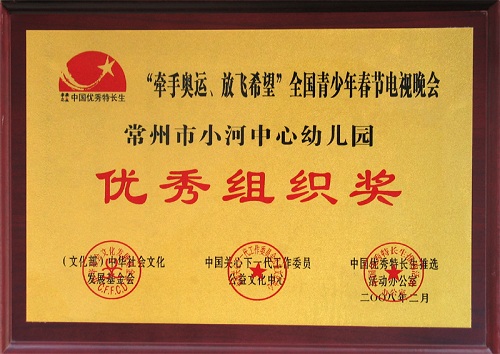 中国优秀特长生
“牵手奥运、放飞希望”全国青少年春节电视晚会
常州市小河中心幼儿园
优秀组织奖
(文化部)中华社会文化
发展基金会
中国关心下一代工作委员
公益文化中心
中国优秀特长生推选
活动办公室
二〇〇八年二月
C.F.F.C.D